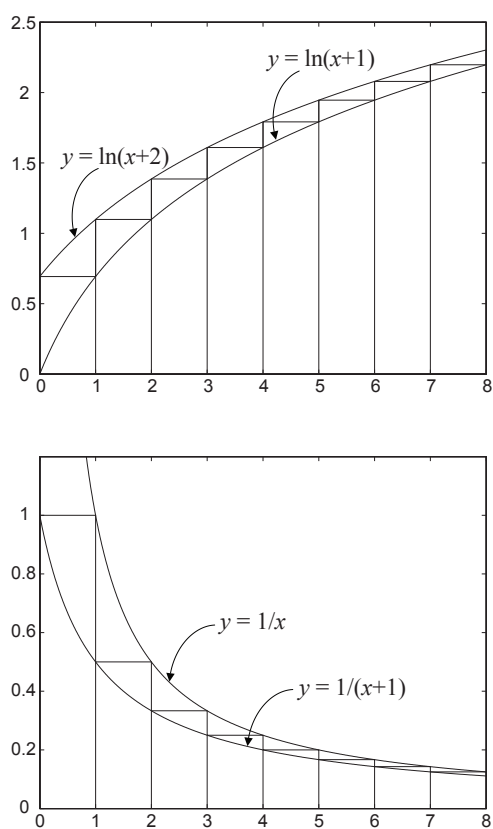 2.5
y = ln(x+1)
2
y = ln(x+2)
1.5
1
0.5
0
0 1 2 3 4 5 6 7 8
1
0.8
y = 1/x
0.6
0.4
y = 1/(x+1)
0.2
0
0 1 2 3 4 5 6 7 8